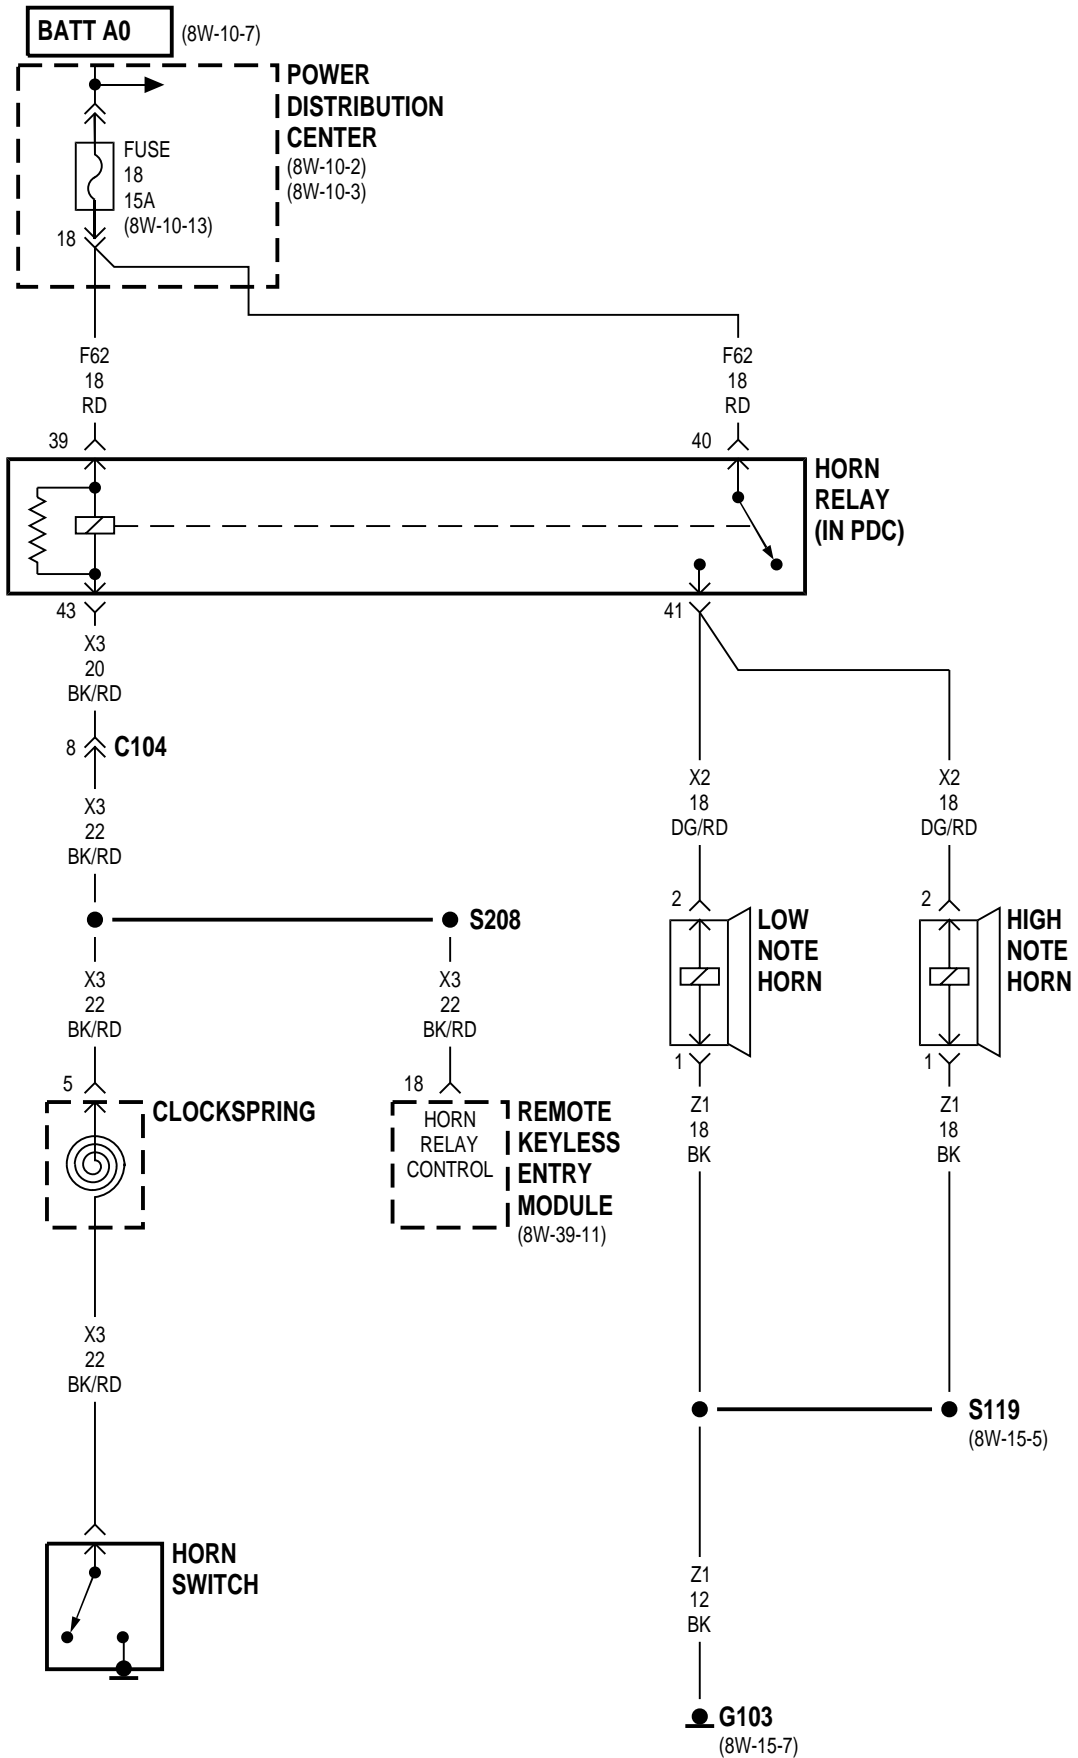 BATT A0
(8W-10-7)
POWER
DISTRIBUTION
CENTER
(8W-10-2)
(8W-10-3)
FUSE
18
15A
(8W-10-13)
18
F62
18
RD
F62
18
RD
39
40
HORN
RELAY
(IN PDC)
43
41
X3
20
BK/RD
8
C104
X3
22
BK/RD
X2
18
DG/RD
X2
18
DG/RD
S208
X3
22
BK/RD
X3
22
BK/RD
2
LOW
NOTE
HORN
2
HIGH
NOTE
HORN
1
1
5
CLOCKSPRING
18
HORN
RELAY
CONTROL
REMOTE
KEYLESS
ENTRY
MODULE
(8W-39-11)
Z1
18
BK
Z1
18
BK
X3
22
BK/RD
S119
(8W-15-5)
HORN
SWITCH
Z1
12
BK
G103
(8W-15-7)